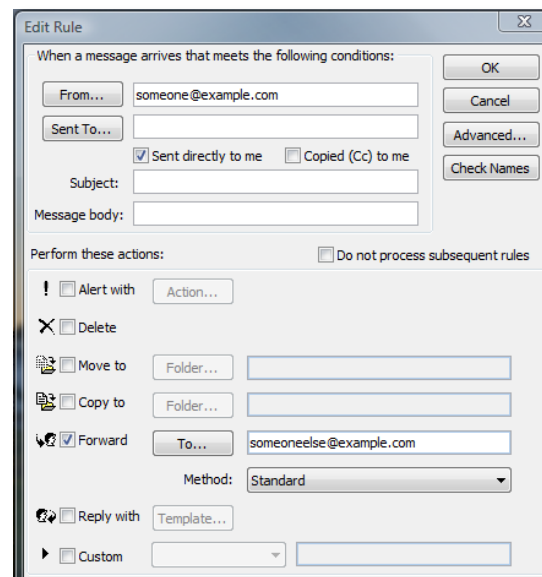 Edit Rule
When a message arrives that meets the following conditions:
OK
From... someone@example.com
Cancel
Sent To...
Advanced...
Sent directly to me Copied (Cc) to me
Check Names
Subject:
Message body:
Perform these actions: Do not process subsequent rules
! Alert with Action...
Delete
Move to Folder...
Copy to Folder...
Forward To... someoneelse@example.com
Method: Standard
Reply with Template...
Custom